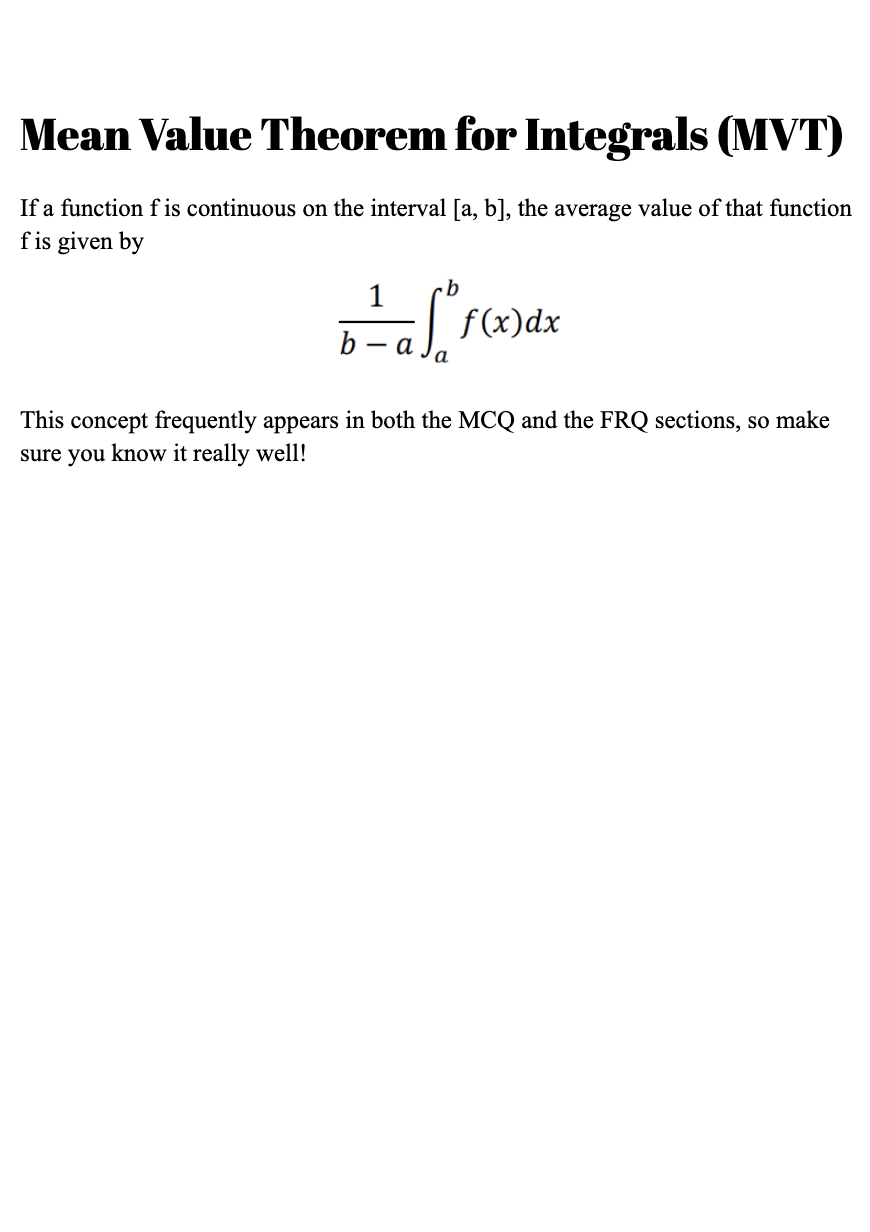 Mean Value Theorem for Integrals (MVT)
If a function f is continuous on the interval [a, b], the average value of that function
f is given by
1/(b − a) ∫_a^b f(x)dx
This concept frequently appears in both the MCQ and the FRQ sections, so make
sure you know it really well!